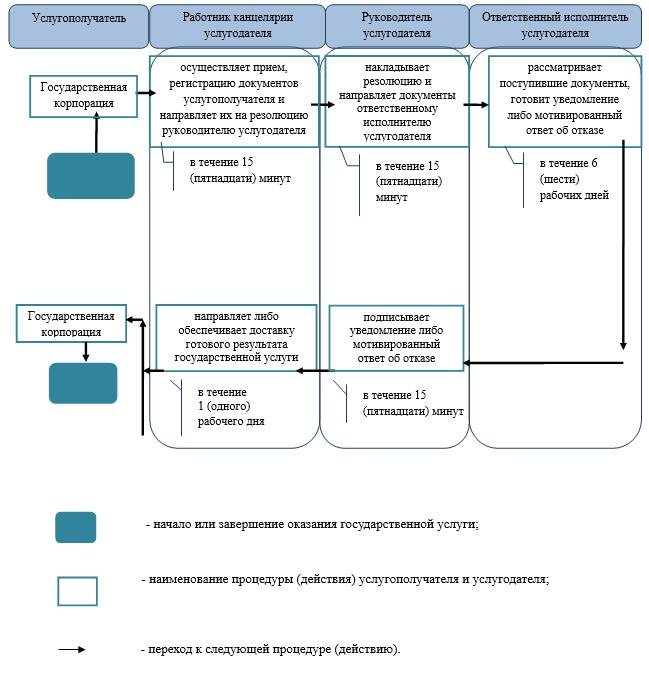 Услугополучатель
Работник канцелярии
услугодателя
Руководитель
услугодателя
Ответственный исполнитель
услугодателя
Государственная
корпорация
осуществляет прием,
регистрацию документов
услугополучателя и
направляет их на резолюцию
руководителю услугодателя
накладывает
резолюцию и
направляет документы
ответственному
исполнителю
услугодателя
рассматривает
поступившие документы,
готовит уведомление
либо мотивированный
ответ об отказе
в течение 15
(пятнадцати) минут
в течение 15
(пятнадцати)
минут
в течение 6
(шести)
рабочих дней
Государственная
корпорация
направляет либо
обеспечивает доставку
готового результата
государственной услуги
подписывает
уведомление либо
мотивированный
ответ об отказе
в течение
1 (одного)
рабочего дня
в течение 15
(пятнадцати) минут
- начало или завершение оказания государственной услуги;
- наименование процедуры (действия) услугополучателя и услугодателя;
- переход к следующей процедуре (действию).